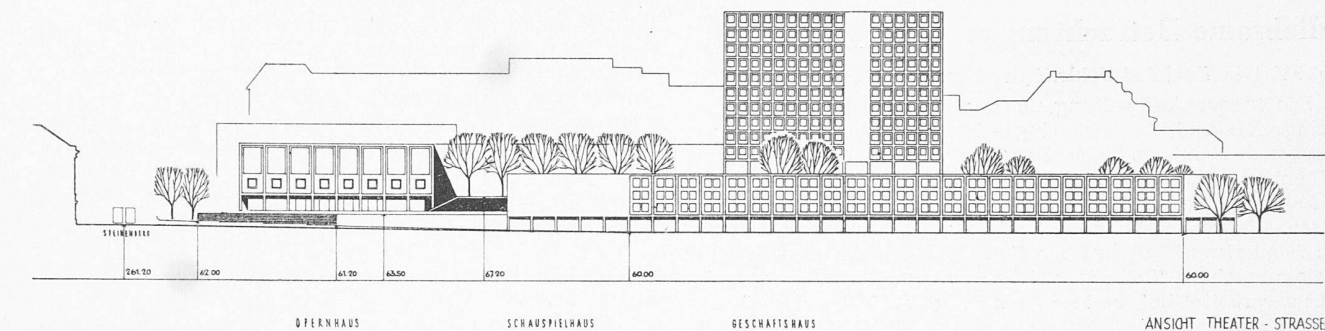 STEINENBERG
261.20 62.00 61.20 63.50 67.20 60.00 60.00
OPERNHAUS SCHAUSPIELHAUS GESCHÄFTSHAUS ANSICHT THEATER-STRASSE